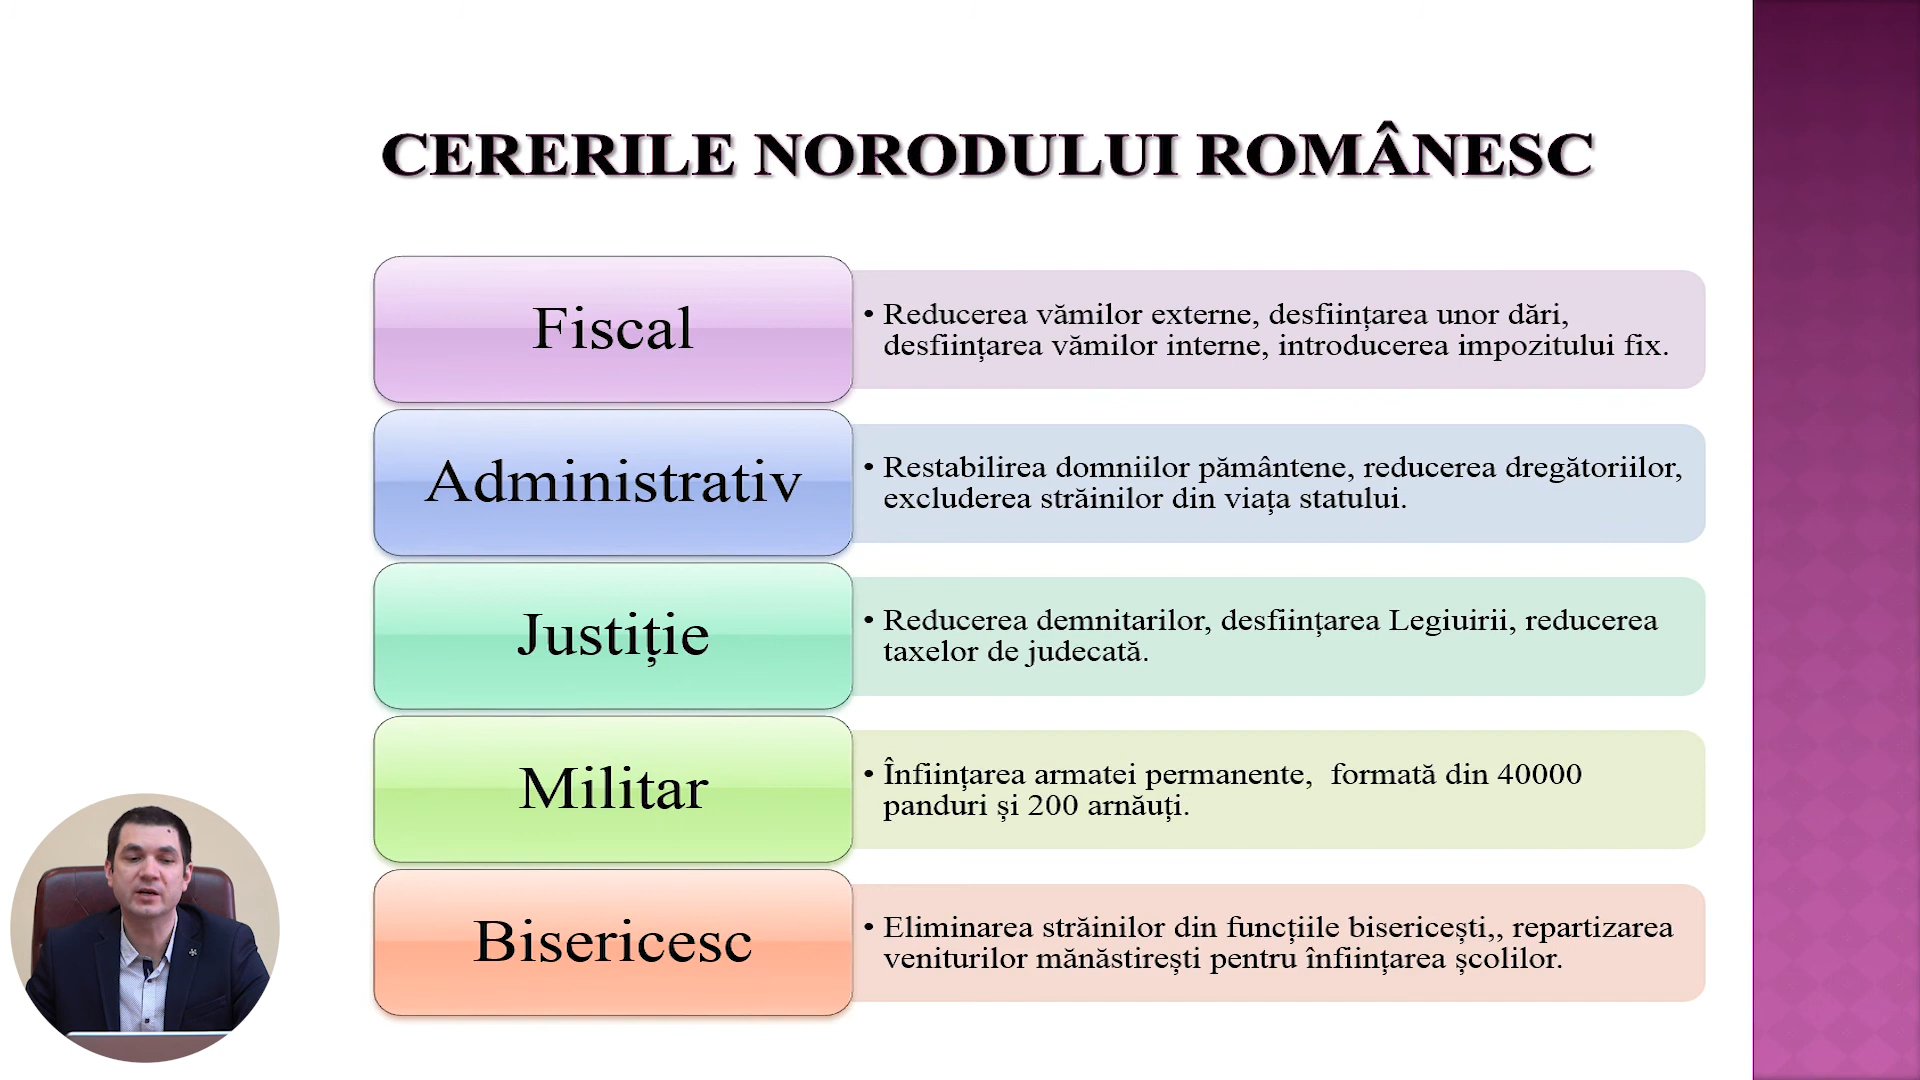 CERERILE NORODULUI ROMÂNESC
Fiscal
• Reducerea vămilor externe, desființarea unor dări,
desființarea vămilor interne, introducerea impozitului fix.
Administrativ
• Restabilirea domniilor pământene, reducerea dregătoriilor,
excluderea străinilor din viața statului.
Justiție
• Reducerea demnitarilor, desființarea Legiuirii, reducerea
taxelor de judecată.
Militar
• Înființarea armatei permanente,  formată din 40000
panduri și 200 arnăuți.
Bisericesc
• Eliminarea străinilor din funcțiile bisericești,, repartizarea
veniturilor mănăstirești pentru înființarea școlilor.